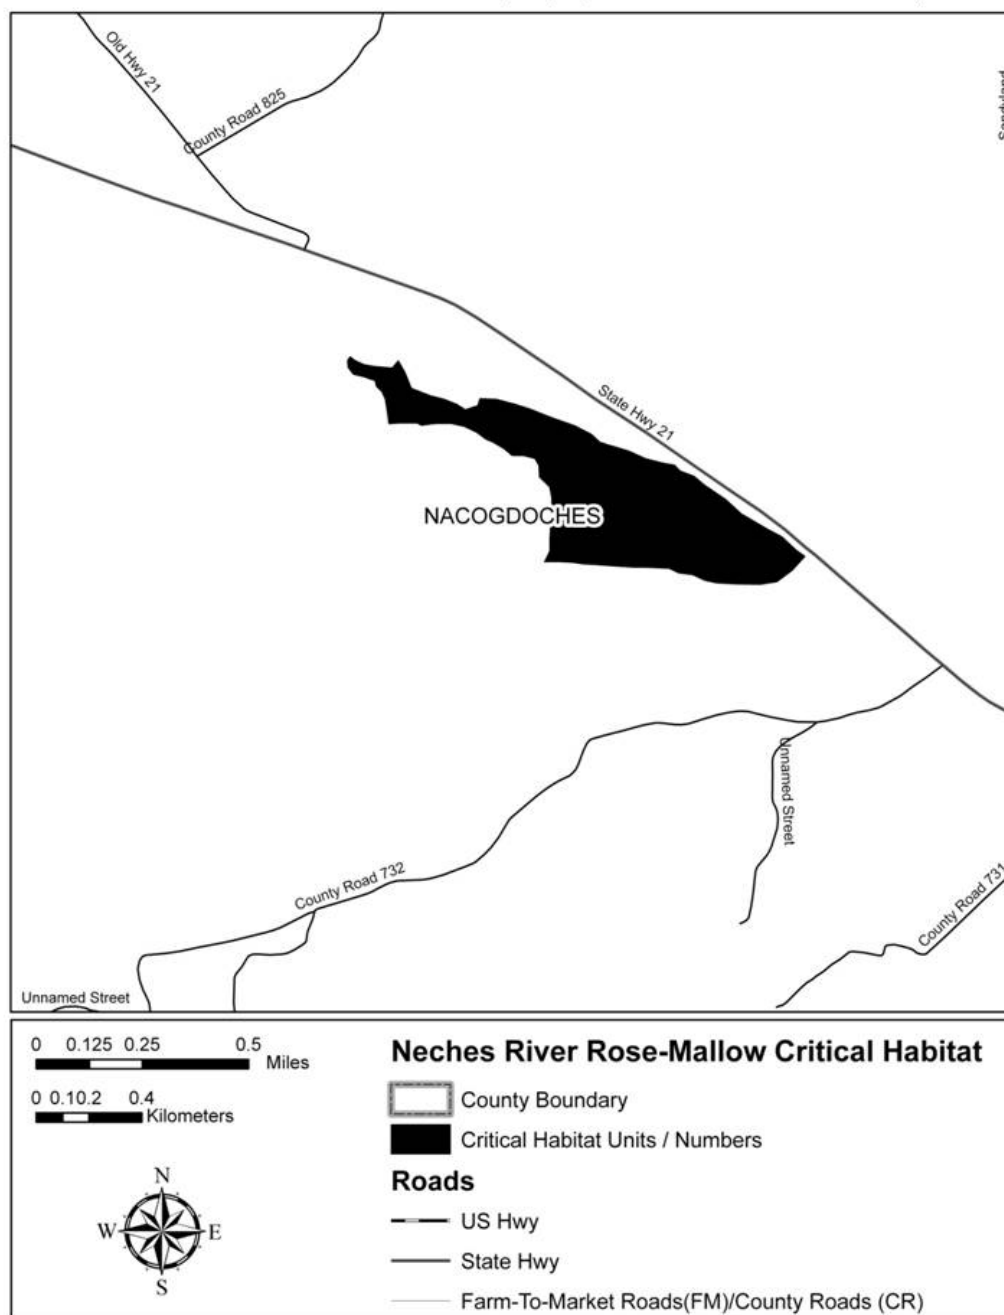 Old Hwy 21
County Road 825
State Hwy 21
NACOGDOCHES
Unnamed Street
County Road 732
County Road 731
Unnamed Street
0 0.125 0.25 0.5
Miles
0 0.1 0.2 0.4
Kilometers
N
W E
S
Neches River Rose-Mallow Critical Habitat
County Boundary
Critical Habitat Units / Numbers
Roads
US Hwy
State Hwy
Farm-To-Market Roads(FM)/County Roads (CR)